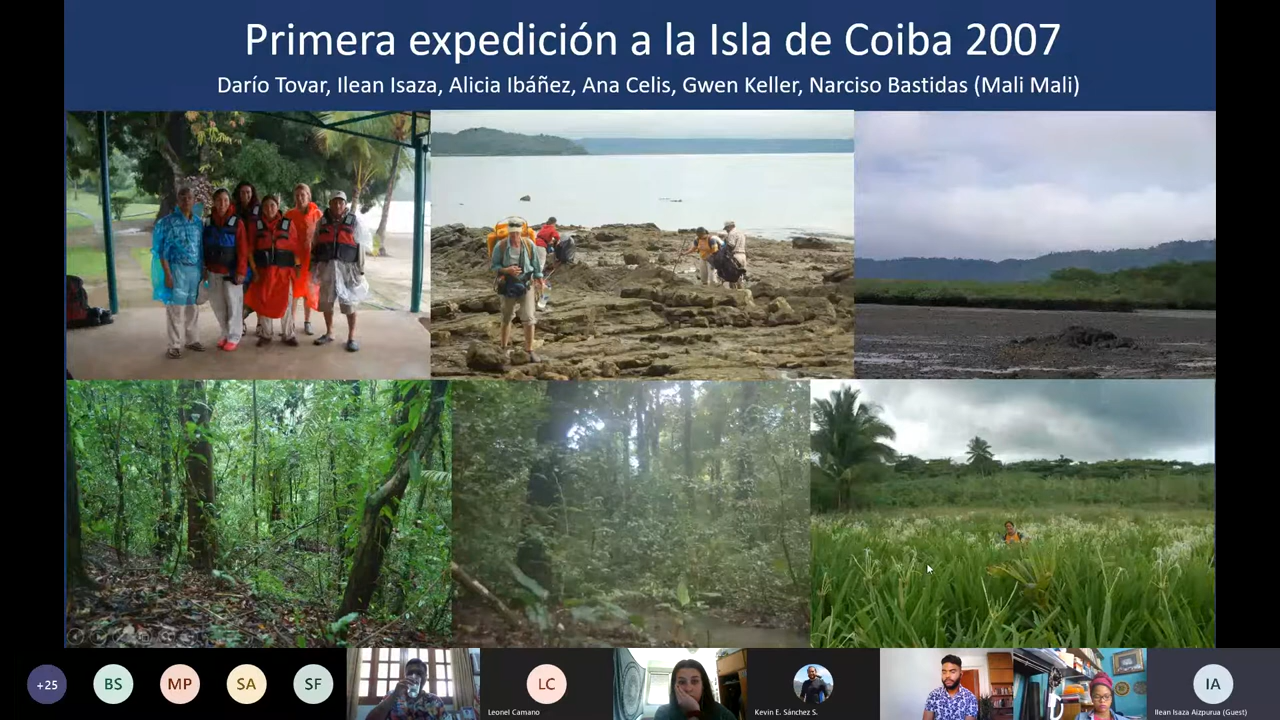 Primera expedición a la Isla de Coiba 2007
Darío Tovar, Ilean Isaza, Alicia Ibáñez, Ana Celis, Gwen Keller, Narciso Bastidas (Mali Mali)
+25
BS
MP
SA
SF
LC
Leonel Camano
Kevin E. Sánchez S.
IA
Ilean Isaza Aizpurua (Guest)